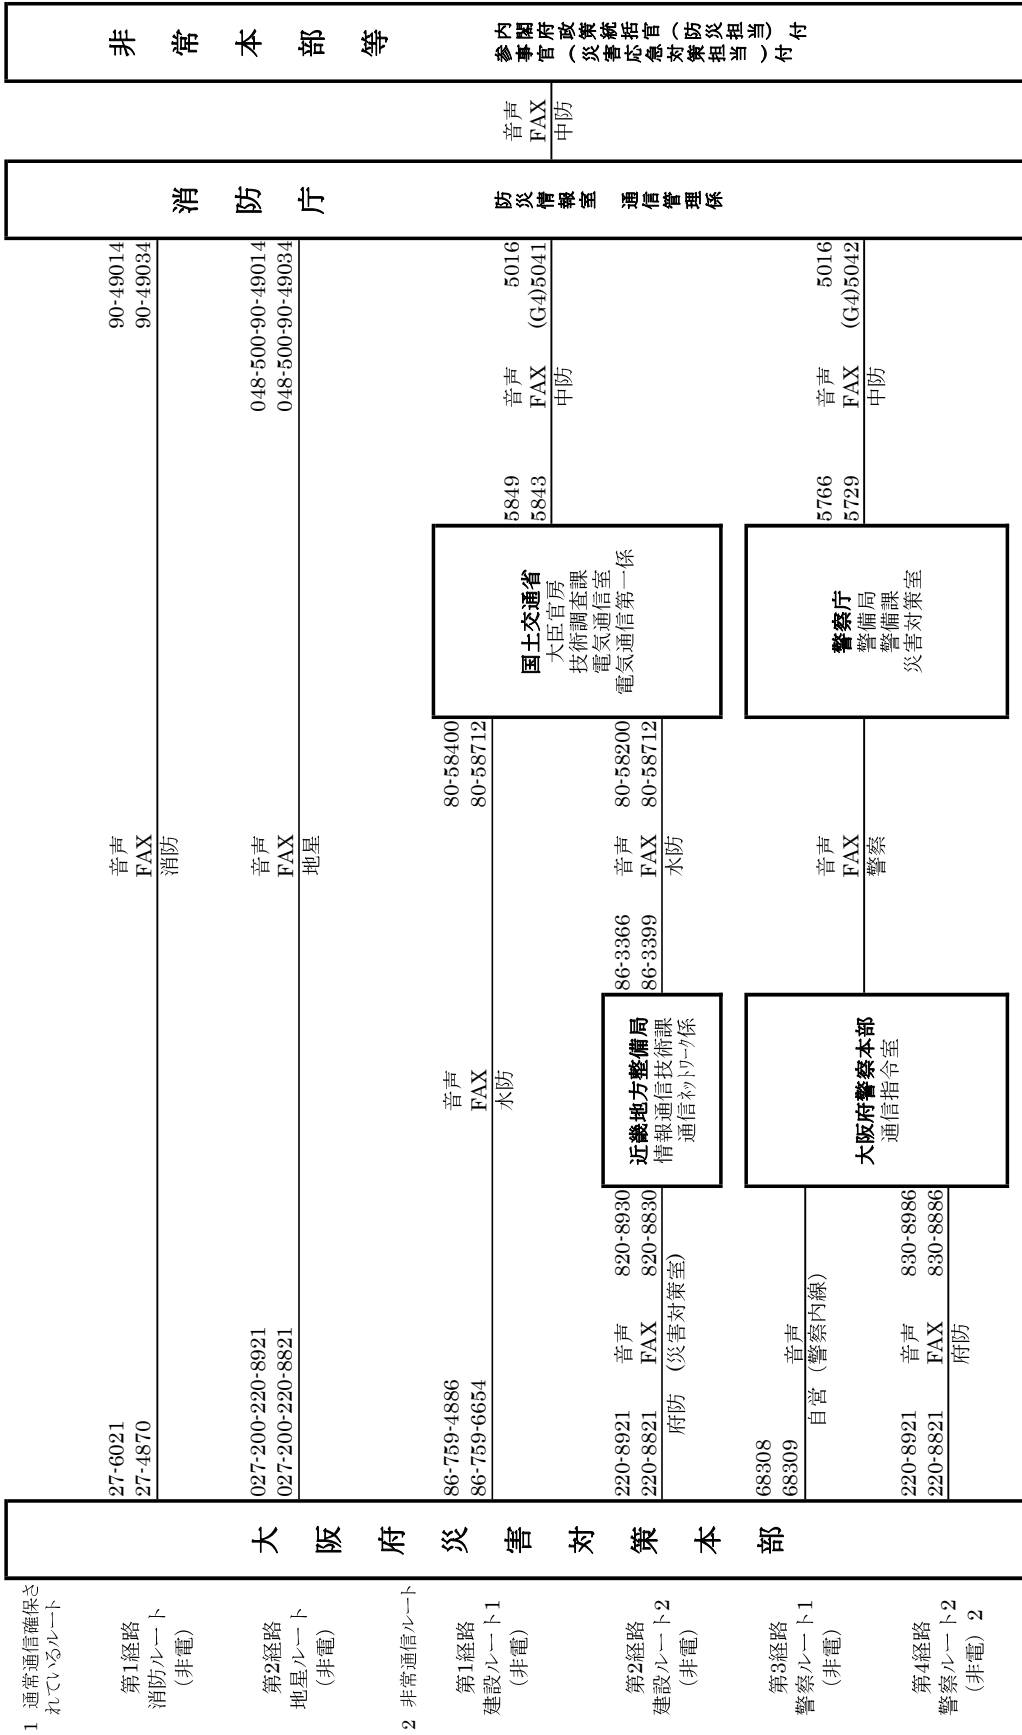 1 通常通信確保さ
れているルート
第1経路
消防ルート
(非電)
27-6021
27-4870
音声
FAX
消防
90-49014
90-49034
第2経路
地星ルート
(非電)
027-200-220-8921
027-200-220-8821
音声
FAX
地星
048-500-90-49014
048-500-90-49034
2 非常通信ルート
第1経路
建設ルート1
(非電)
86-759-4886
86-759-6654
音声
FAX
水防
80-58400
80-58712
第2経路
建設ルート2
(非電)
220-8921
220-8821
音声
FAX
府防 (災害対策室)
820-8930
820-8830
近畿地方整備局
情報通信技術課
通信ネットワーク係
86-3366
86-3399
音声
FAX
水防
80-58200
80-58712
国土交通省
大臣官房
技術調査課
電気通信室
電気通信第一係
5849
5843
音声
FAX
中防
5016
(G4)5041
第3経路
警察ルート1
(非電)
68308
68309
音声
自営 (警察内線)
第4経路
警察ルート2
(非電) 2
220-8921
220-8821
音声
FAX
府防
830-8986
830-8886
大阪府警察本部
通信指令室
音声
FAX
警察
警察庁
警備局
警備課
災害対策室
5766
5729
音声
FAX
中防
5016
(G4)5042
大阪府災害対策本部
消防庁
防災情報室 通信管理係
音声
FAX
中防
非常本部等
内閣府政策統括官(防災担当)付
参事官(災害応急対策担当)付